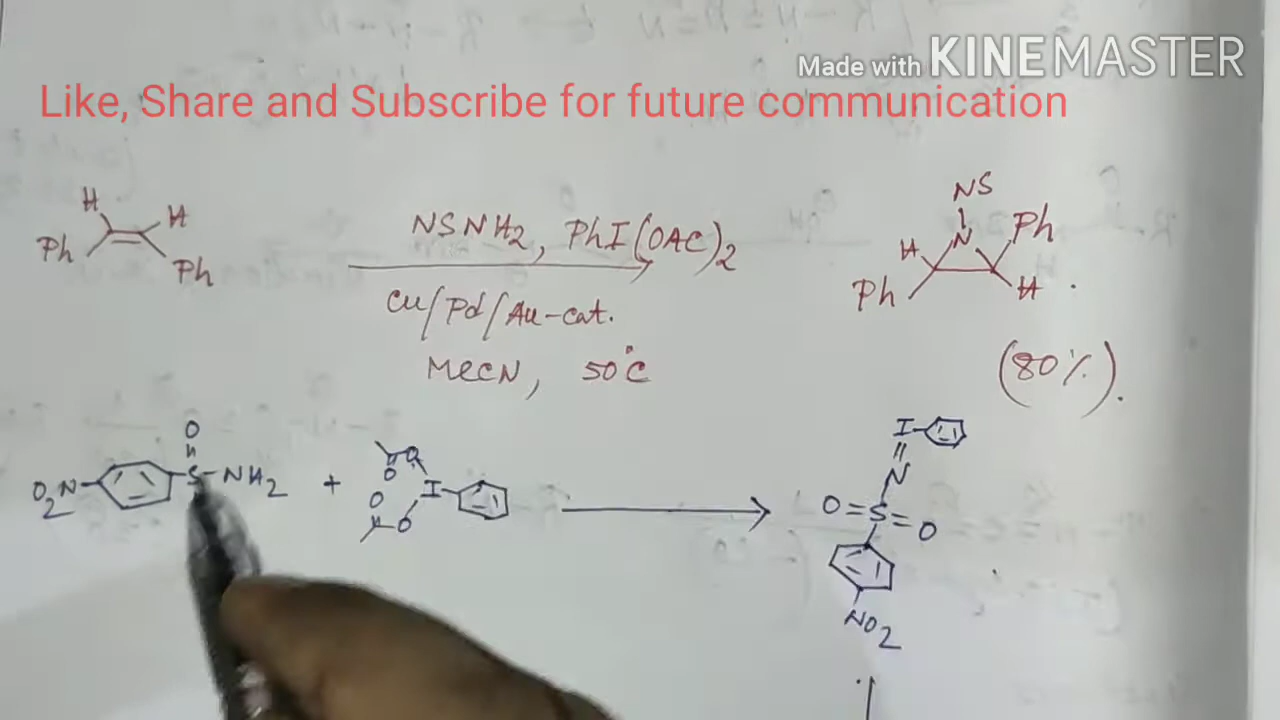 Made with KINEMASTER
Like, Share and Subscribe for future communication
H H
Ph Ph
NSNH2, PhI(OAC)2
Cu/Pd/Au-cat.
MeCN, 50°C
NS
N Ph
H
Ph H .
(80%).
O
O2N S-NH2 + O O I O O
I
N
O=S=O
NO2